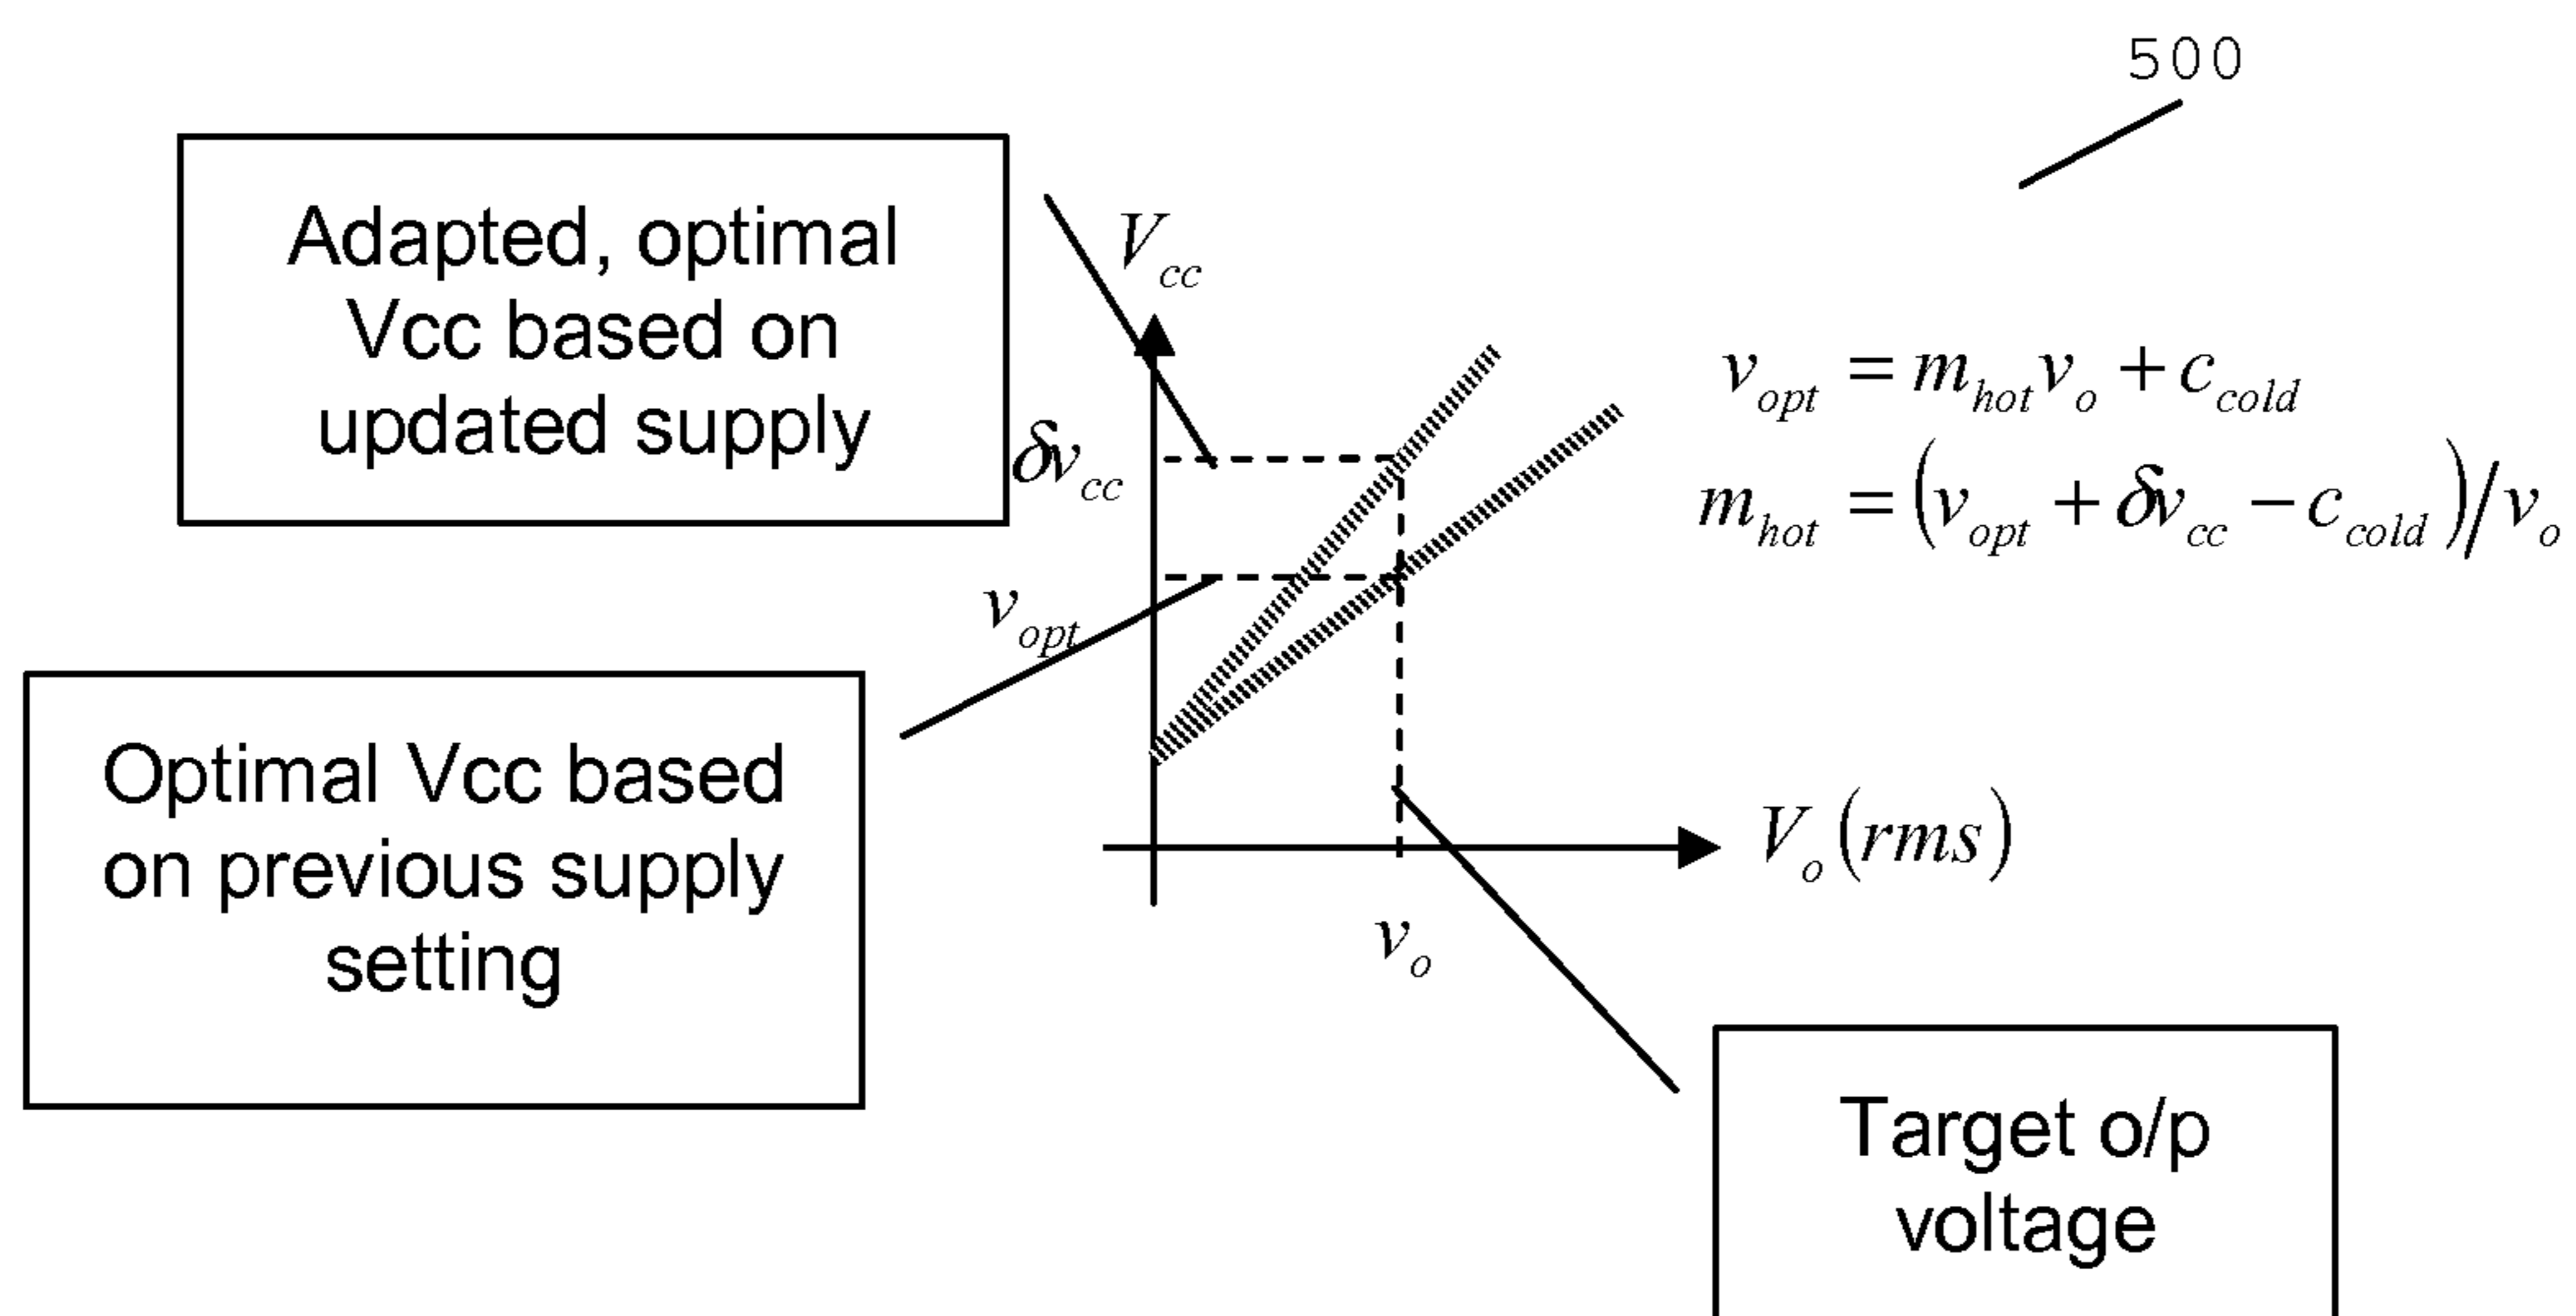 500
Adapted, optimal
Vcc based on
updated supply
V_cc
δv_cc
v_opt = m_hot v_o + c_cold
m_hot = (v_opt + δv_cc − c_cold)/v_o
v_opt
Optimal Vcc based
on previous supply
setting
V_o (rms)
v_o
Target o/p
voltage